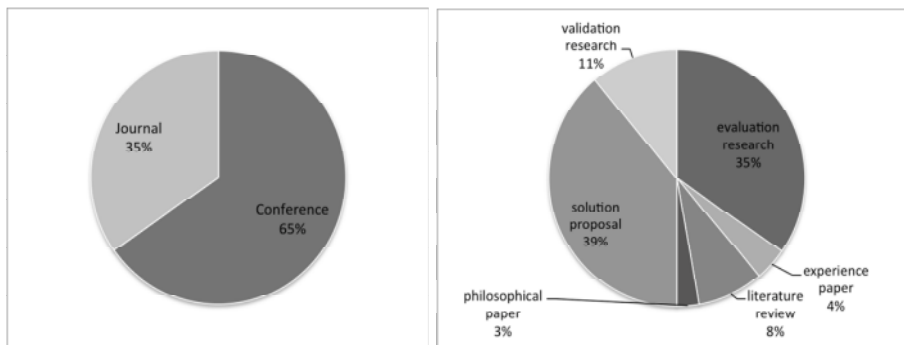 Journal
35%
Conference
65%
validation
research
11%
evaluation
research
35%
solution
proposal
39%
experience
paper
4%
philosophical
paper
3%
literature
review
8%